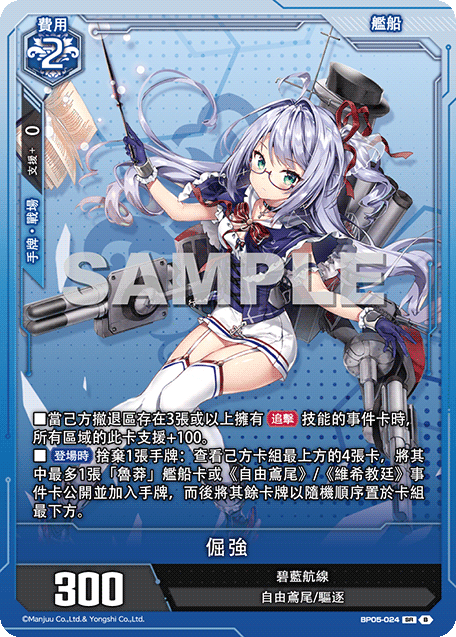 費用
2
艦船
支援+ 0
手牌・戰場
SAMPLE
■當己方撤退區存在3張或以上擁有 追擊 技能的事件卡時,
所有區域的此卡支援+100。
■ 登場時 捨棄1張手牌：查看己方卡組最上方的4張卡，將其
中最多1張「魯莽」艦船卡或《自由鳶尾》/《維希教廷》事
件卡公開並加入手牌，而後將其餘卡牌以隨機順序置於卡組
最下方。
倔強
300
碧藍航線
自由鳶尾/驅逐
©Manjuu Co.,Ltd.& Yongshi Co.,Ltd.
BP05-024 SR B